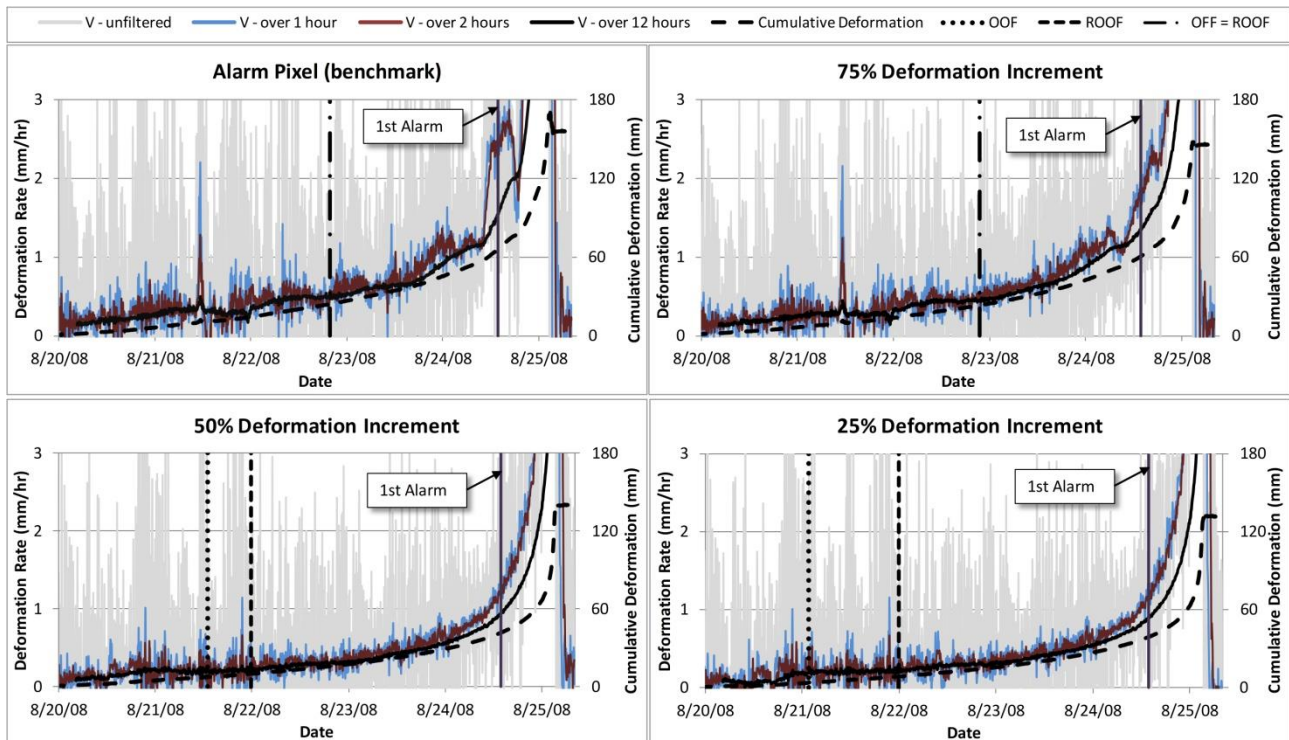 V - unfiltered V - over 1 hour V - over 2 hours V - over 12 hours Cumulative Deformation OOF ROOF OFF = ROOF
Alarm Pixel (benchmark)
3
2
1
0
180
120
60
0
1st Alarm
Deformation Rate (mm/hr)
Cumulative Deformation (mm)
8/20/08 8/21/08 8/22/08 8/23/08 8/24/08 8/25/08
Date
75% Deformation Increment
3
2
1
0
180
120
60
0
1st Alarm
Deformation Rate (mm/hr)
Cumulative Deformation (mm)
8/20/08 8/21/08 8/22/08 8/23/08 8/24/08 8/25/08
Date
50% Deformation Increment
3
2
1
0
180
120
60
0
1st Alarm
Deformation Rate (mm/hr)
Cumulative Deformation (mm)
8/20/08 8/21/08 8/22/08 8/23/08 8/24/08 8/25/08
Date
25% Deformation Increment
3
2
1
0
180
120
60
0
1st Alarm
Deformation Rate (mm/hr)
Cumulative Deformation (mm)
8/20/08 8/21/08 8/22/08 8/23/08 8/24/08 8/25/08
Date